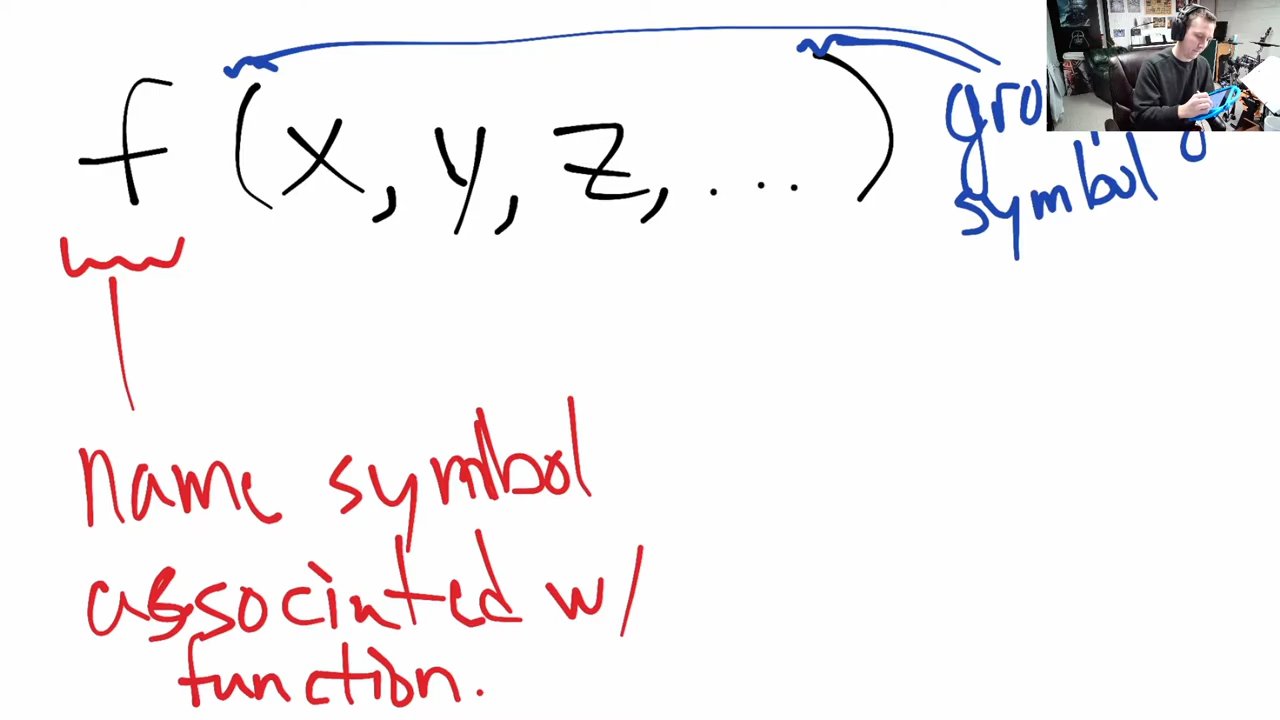 f (x, y, z, ...)
symbol
name symbol
associated w/
function.